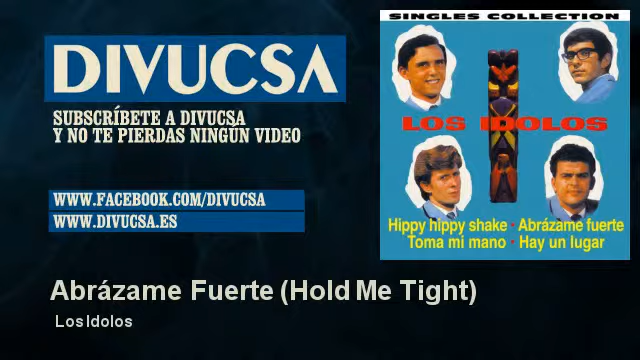 DIVUCSA
SUBSCRÍBETE A DIVUCSA
Y NO TE PIERDAS NINGÚN VIDEO
WWW.FACEBOOK.COM/DIVUCSA
WWW.DIVUCSA.ES
SINGLES COLLECTION
LOS IDOLOS
Hippy hippy shake · Abrázame fuerte
Toma mi mano · Hay un lugar
Abrázame Fuerte (Hold Me Tight)
Los Idolos